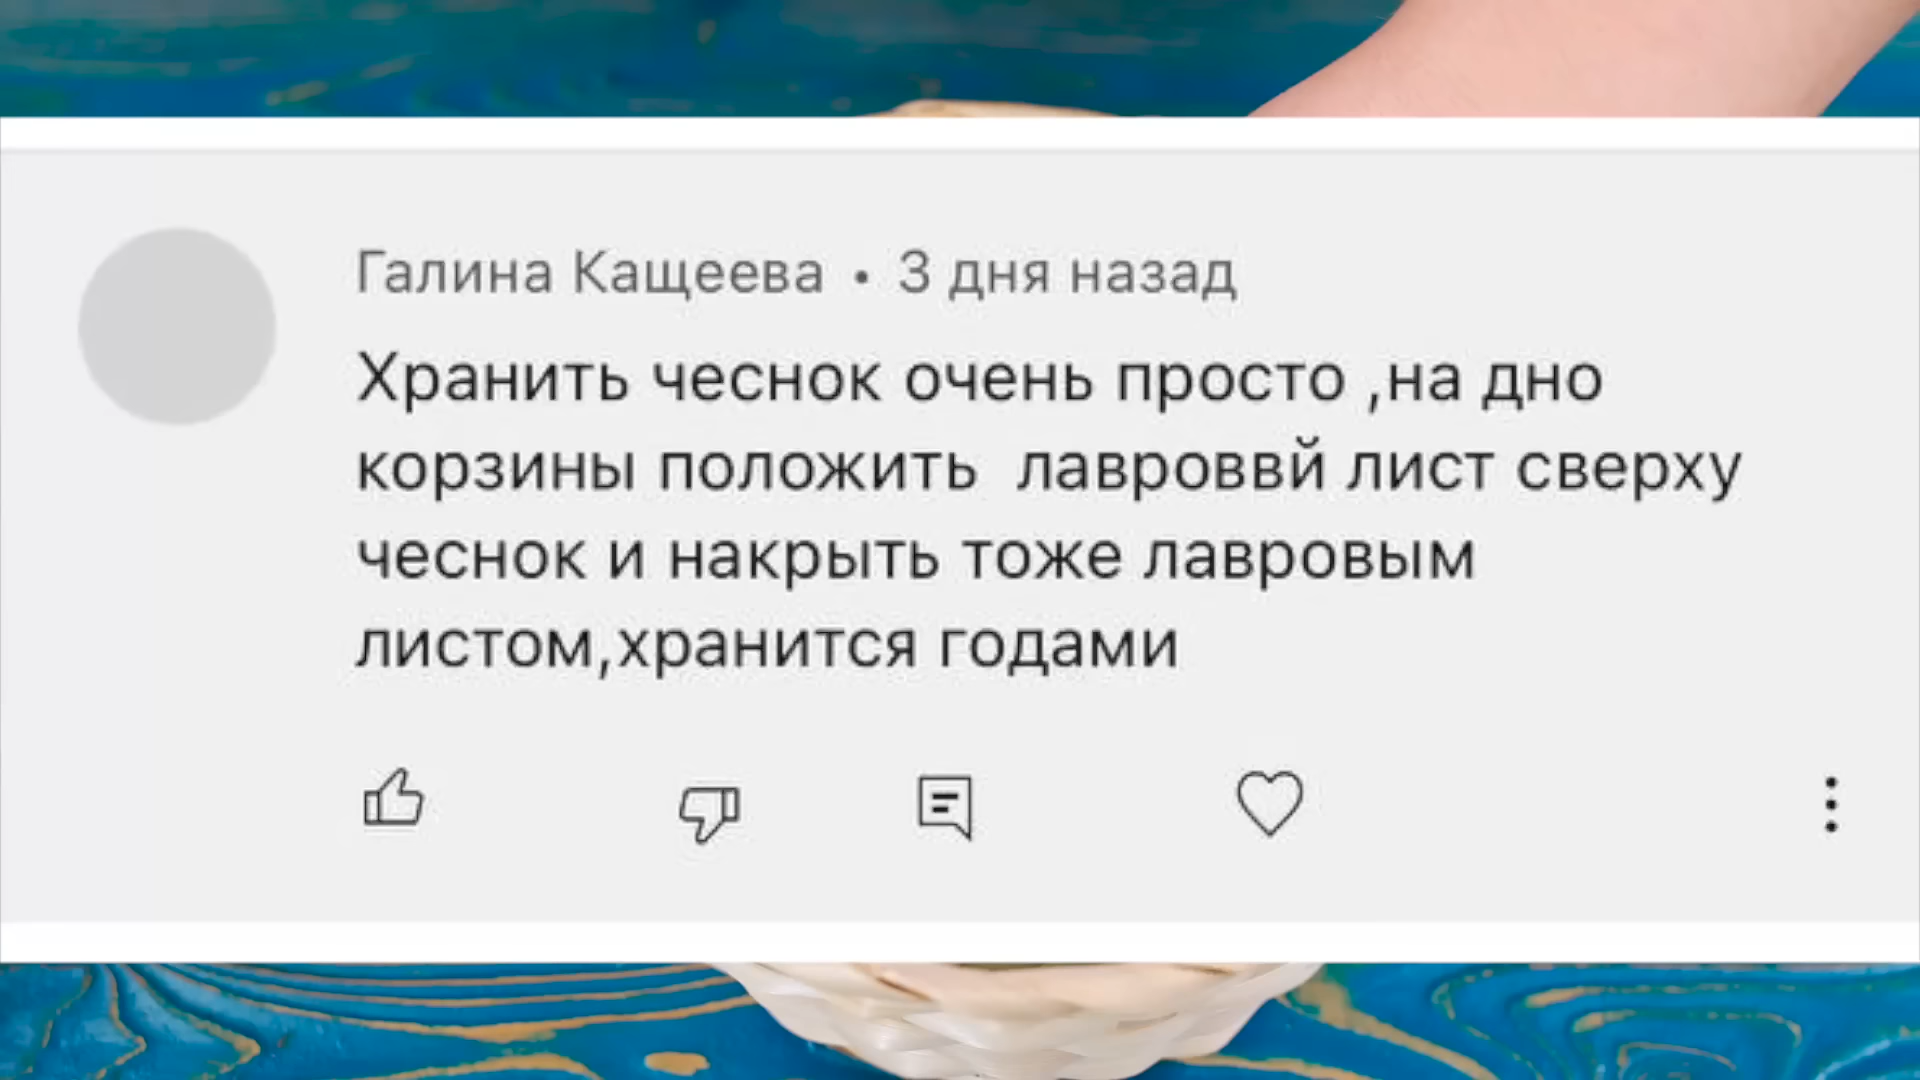 Галина Кащеева • 3 дня назад
Хранить чеснок очень просто ,на дно
корзины положить  лавроввй лист сверху
чеснок и накрыть тоже лавровым
листом,хранится годами